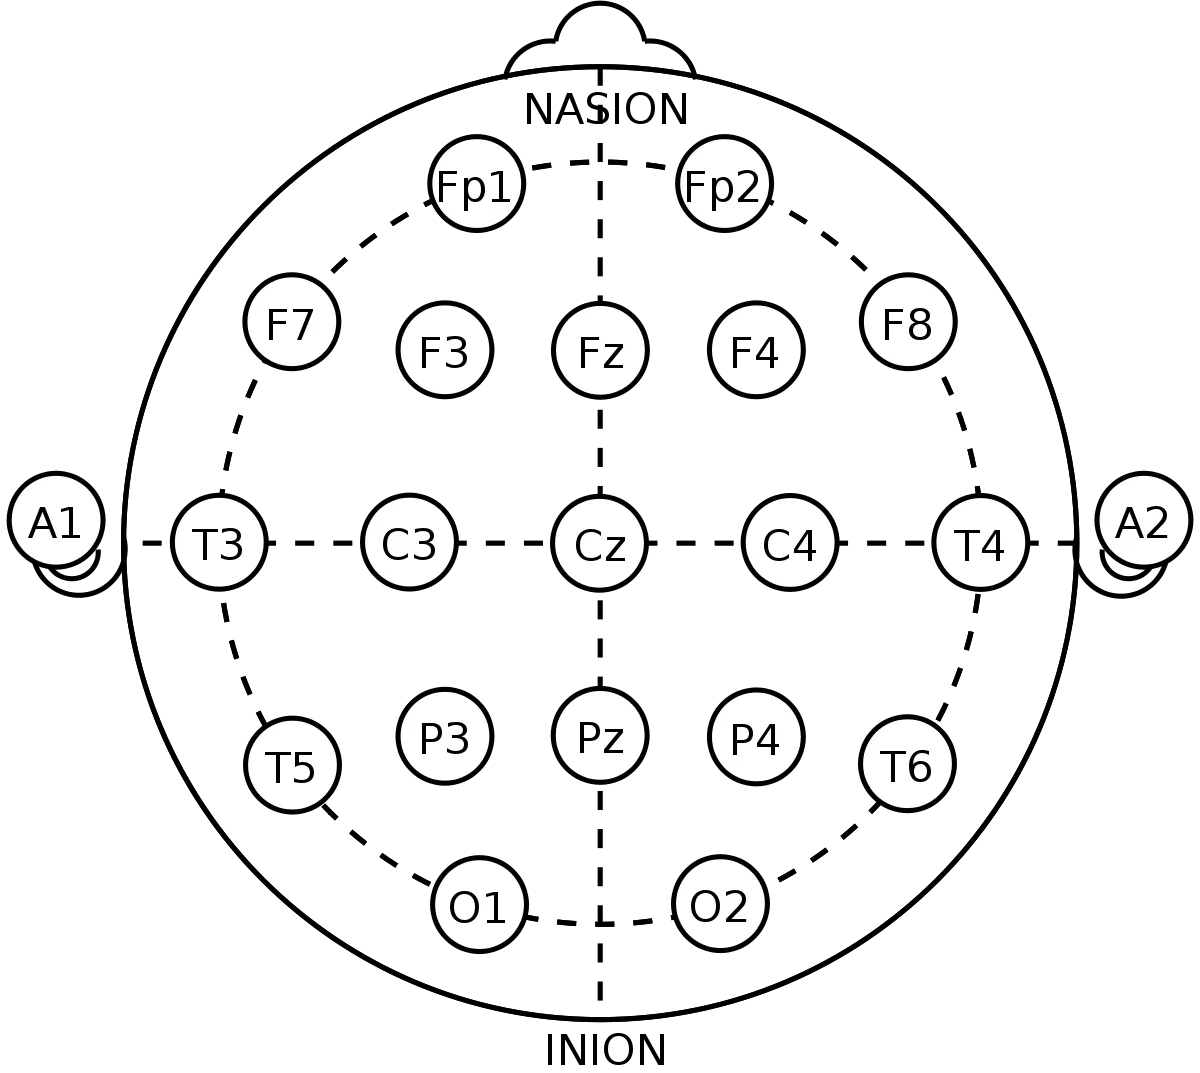 NASION
Fp1 Fp2
F7 F3 Fz F4 F8
A1 T3 C3 Cz C4 T4 A2
T5 P3 Pz P4 T6
O1 O2
INION